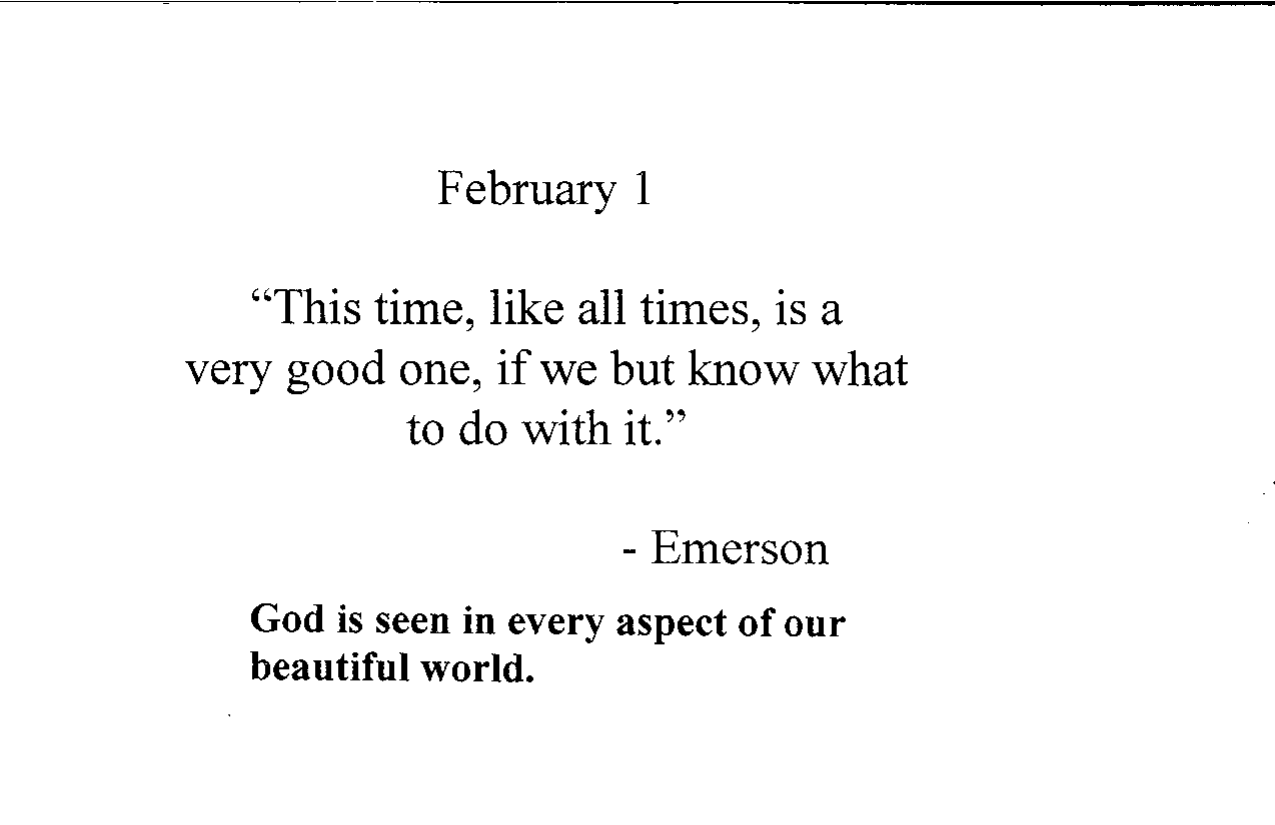 February 1
“This time, like all times, is a
very good one, if we but know what
to do with it.”
- Emerson
God is seen in every aspect of our
beautiful world.